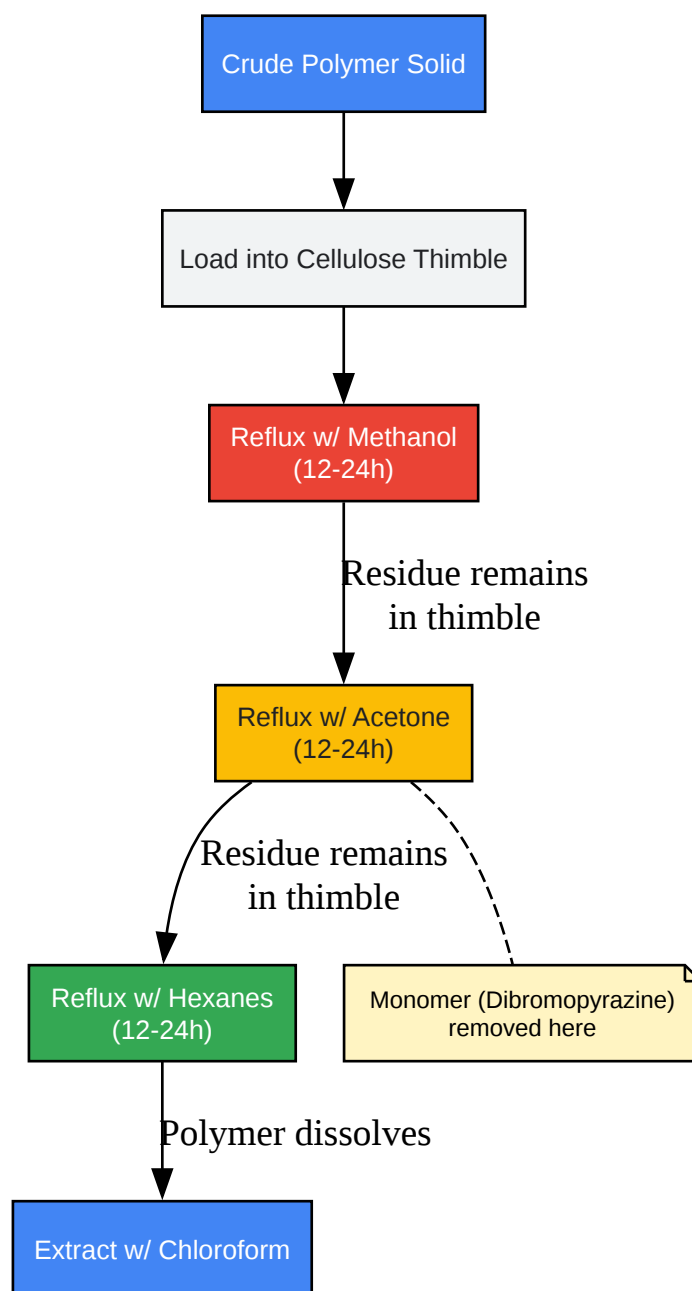 Crude Polymer Solid
Load into Cellulose Thimble
Reflux w/ Methanol
(12-24h)
Residue remains
in thimble
Reflux w/ Acetone
(12-24h)
Residue remains
in thimble
Reflux w/ Hexanes
(12-24h)
Monomer (Dibromopyrazine)
removed here
Polymer dissolves
Extract w/ Chloroform